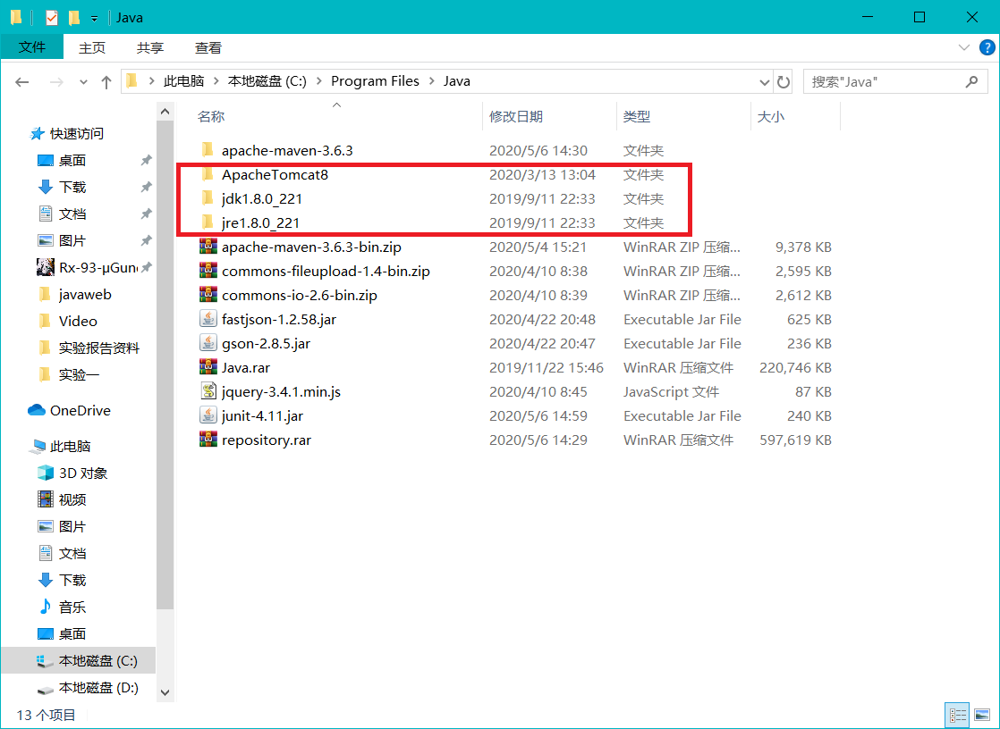 Java
文件 主页 共享 查看
此电脑 本地磁盘 (C:) Program Files Java 搜索"Java"
名称 修改日期 类型 大小
apache-maven-3.6.3 2020/5/6 14:30 文件夹
ApacheTomcat8 2020/3/13 13:04 文件夹
jdk1.8.0_221 2019/9/11 22:33 文件夹
jre1.8.0_221 2019/9/11 22:33 文件夹
apache-maven-3.6.3-bin.zip 2020/5/4 15:21 WinRAR ZIP 压缩... 9,378 KB
commons-fileupload-1.4-bin.zip 2020/4/10 8:38 WinRAR ZIP 压缩... 2,595 KB
commons-io-2.6-bin.zip 2020/4/10 8:39 WinRAR ZIP 压缩... 2,612 KB
fastjson-1.2.58.jar 2020/4/22 20:48 Executable Jar File 625 KB
gson-2.8.5.jar 2020/4/22 20:47 Executable Jar File 236 KB
Java.rar 2019/11/22 15:46 WinRAR 压缩文件 220,746 KB
jquery-3.4.1.min.js 2020/4/10 8:45 JavaScript 文件 87 KB
junit-4.11.jar 2020/5/6 14:59 Executable Jar File 240 KB
repository.rar 2020/5/6 14:29 WinRAR 压缩文件 597,619 KB
快速访问
桌面
下载
文档
图片
Rx-93-μGun
javaweb
Video
实验报告资料
实验一
OneDrive
此电脑
3D 对象
视频
图片
文档
下载
音乐
桌面
本地磁盘 (C:)
本地磁盘 (D:)
13 个项目